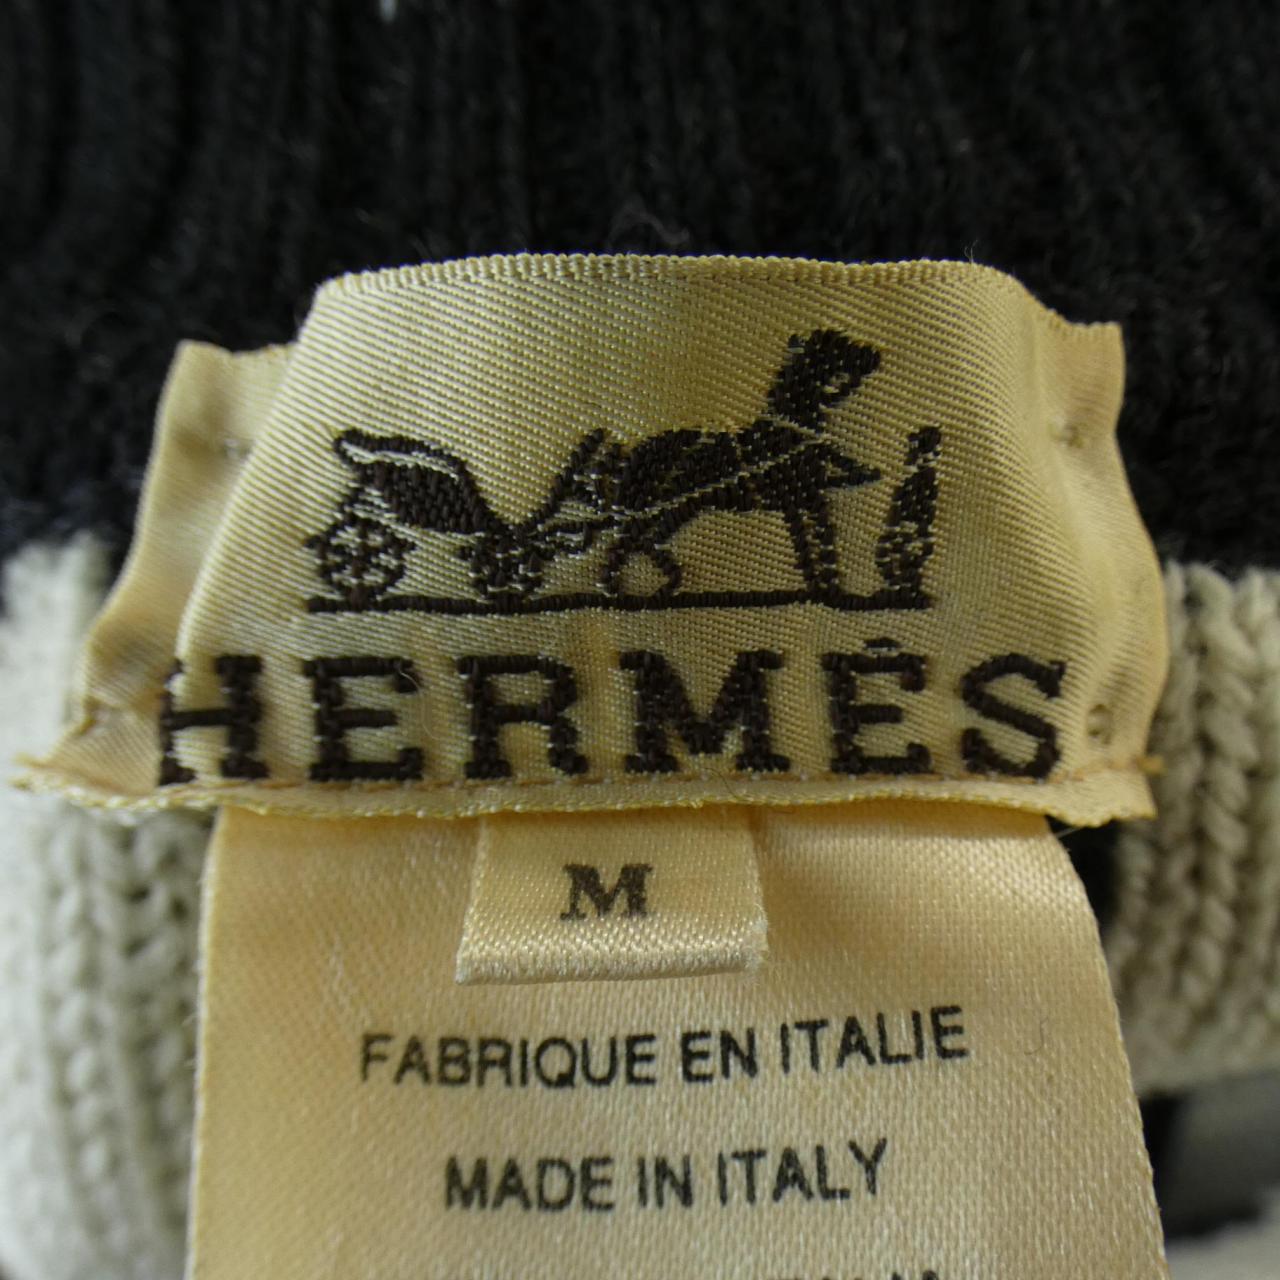 HERMÈS
M
FABRIQUE EN ITALIE
MADE IN ITALY